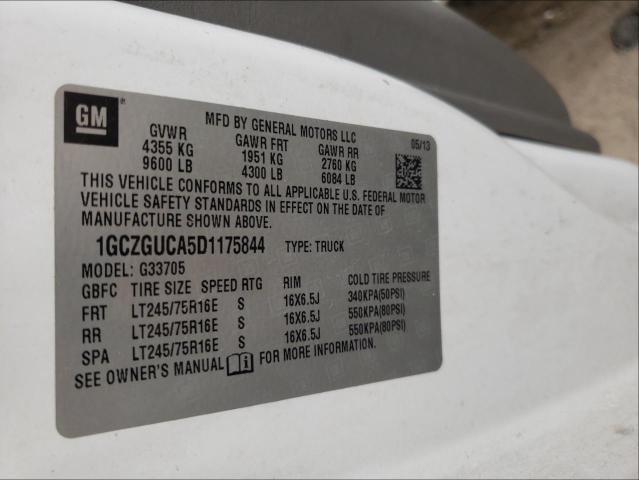 GM
MFD BY GENERAL MOTORS LLC
GVWR GAWR FRT GAWR RR 05/13
4355 KG 1951 KG 2760 KG
9600 LB 4300 LB 6084 LB
THIS VEHICLE CONFORMS TO ALL APPLICABLE U.S. FEDERAL MOTOR
VEHICLE SAFETY STANDARDS IN EFFECT ON THE DATE OF
MANUFACTURE SHOWN ABOVE.
1GCZGUCA5D1175844 TYPE: TRUCK
MODEL: G33705
GBFC TIRE SIZE SPEED RTG RIM COLD TIRE PRESSURE
FRT LT245/75R16E S 16X6.5J 340KPA(50PSI)
RR LT245/75R16E S 16X6.5J 550KPA(80PSI)
SPA LT245/75R16E S 16X6.5J 550KPA(80PSI)
SEE OWNER'S MANUAL FOR MORE INFORMATION.